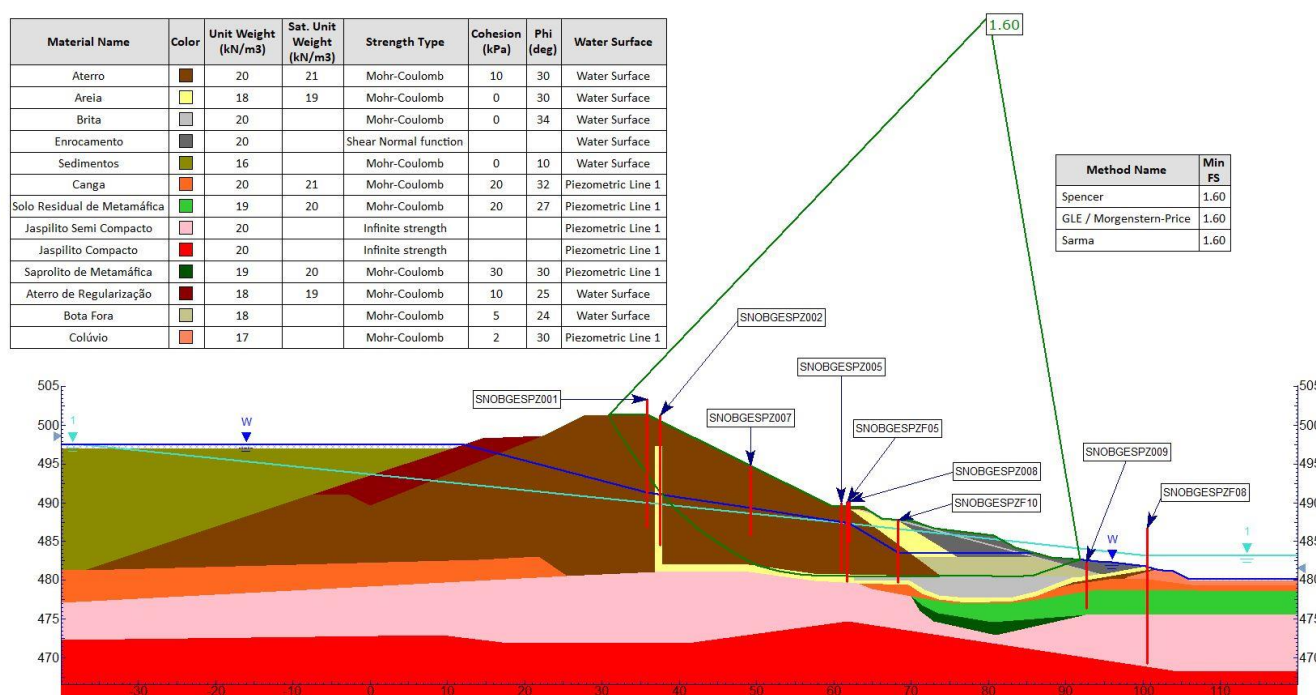 Material Name Color Unit Weight (kN/m3) Sat. Unit Weight (kN/m3) Strength Type Cohesion (kPa) Phi (deg) Water Surface
Aterro 20 21 Mohr-Coulomb 10 30 Water Surface
Areia 18 19 Mohr-Coulomb 0 30 Water Surface
Brita 20 Mohr-Coulomb 0 34 Water Surface
Enrocamento 20 Shear Normal function Water Surface
Sedimentos 16 Mohr-Coulomb 0 10 Water Surface
Canga 20 21 Mohr-Coulomb 20 32 Piezometric Line 1
Solo Residual de Metamáfica 19 20 Mohr-Coulomb 20 27 Piezometric Line 1
Jaspilito Semi Compacto 20 Infinite strength Piezometric Line 1
Jaspilito Compacto 20 Infinite strength Piezometric Line 1
Saprolito de Metamáfica 19 20 Mohr-Coulomb 30 30 Piezometric Line 1
Aterro de Regularização 18 19 Mohr-Coulomb 10 25 Water Surface
Bota Fora 18 Mohr-Coulomb 5 24 Water Surface
Colúvio 17 Mohr-Coulomb 2 30 Piezometric Line 1
1.60
Method Name Min FS
Spencer 1.60
GLE / Morgenstern-Price 1.60
Sarma 1.60
SNOBGESPZ002
SNOBGESPZ005
SNOBGESPZ001
SNOBGESPZ007
SNOBGESPZF05
SNOBGESPZ008
SNOBGESPZ009
SNOBGESPZF10
SNOBGESPZF08
1
W
W
1
505
500
495
490
485
480
475
470
505
500
495
490
485
480
475
470
-30 -20 -10 0 10 20 30 40 50 60 70 80 90 100 110